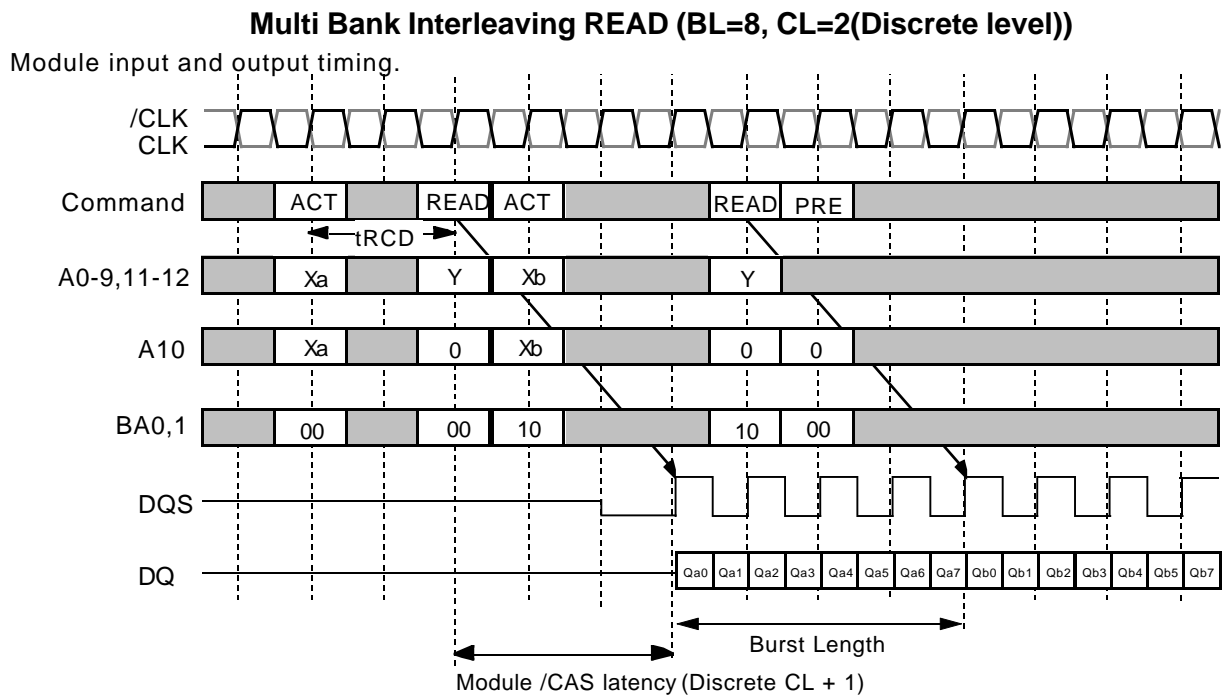 Multi Bank Interleaving READ (BL=8, CL=2(Discrete level))
Module input and output timing.
/CLK
CLK
Command ACT READ ACT READ PRE
tRCD
A0-9,11-12 Xa Y Xb Y
A10 Xa 0 Xb 0 0
BA0,1 00 00 10 10 00
DQS
DQ Qa0 Qa1 Qa2 Qa3 Qa4 Qa5 Qa6 Qa7 Qb0 Qb1 Qb2 Qb3 Qb4 Qb5 Qb7
Burst Length
Module /CAS latency (Discrete CL + 1)